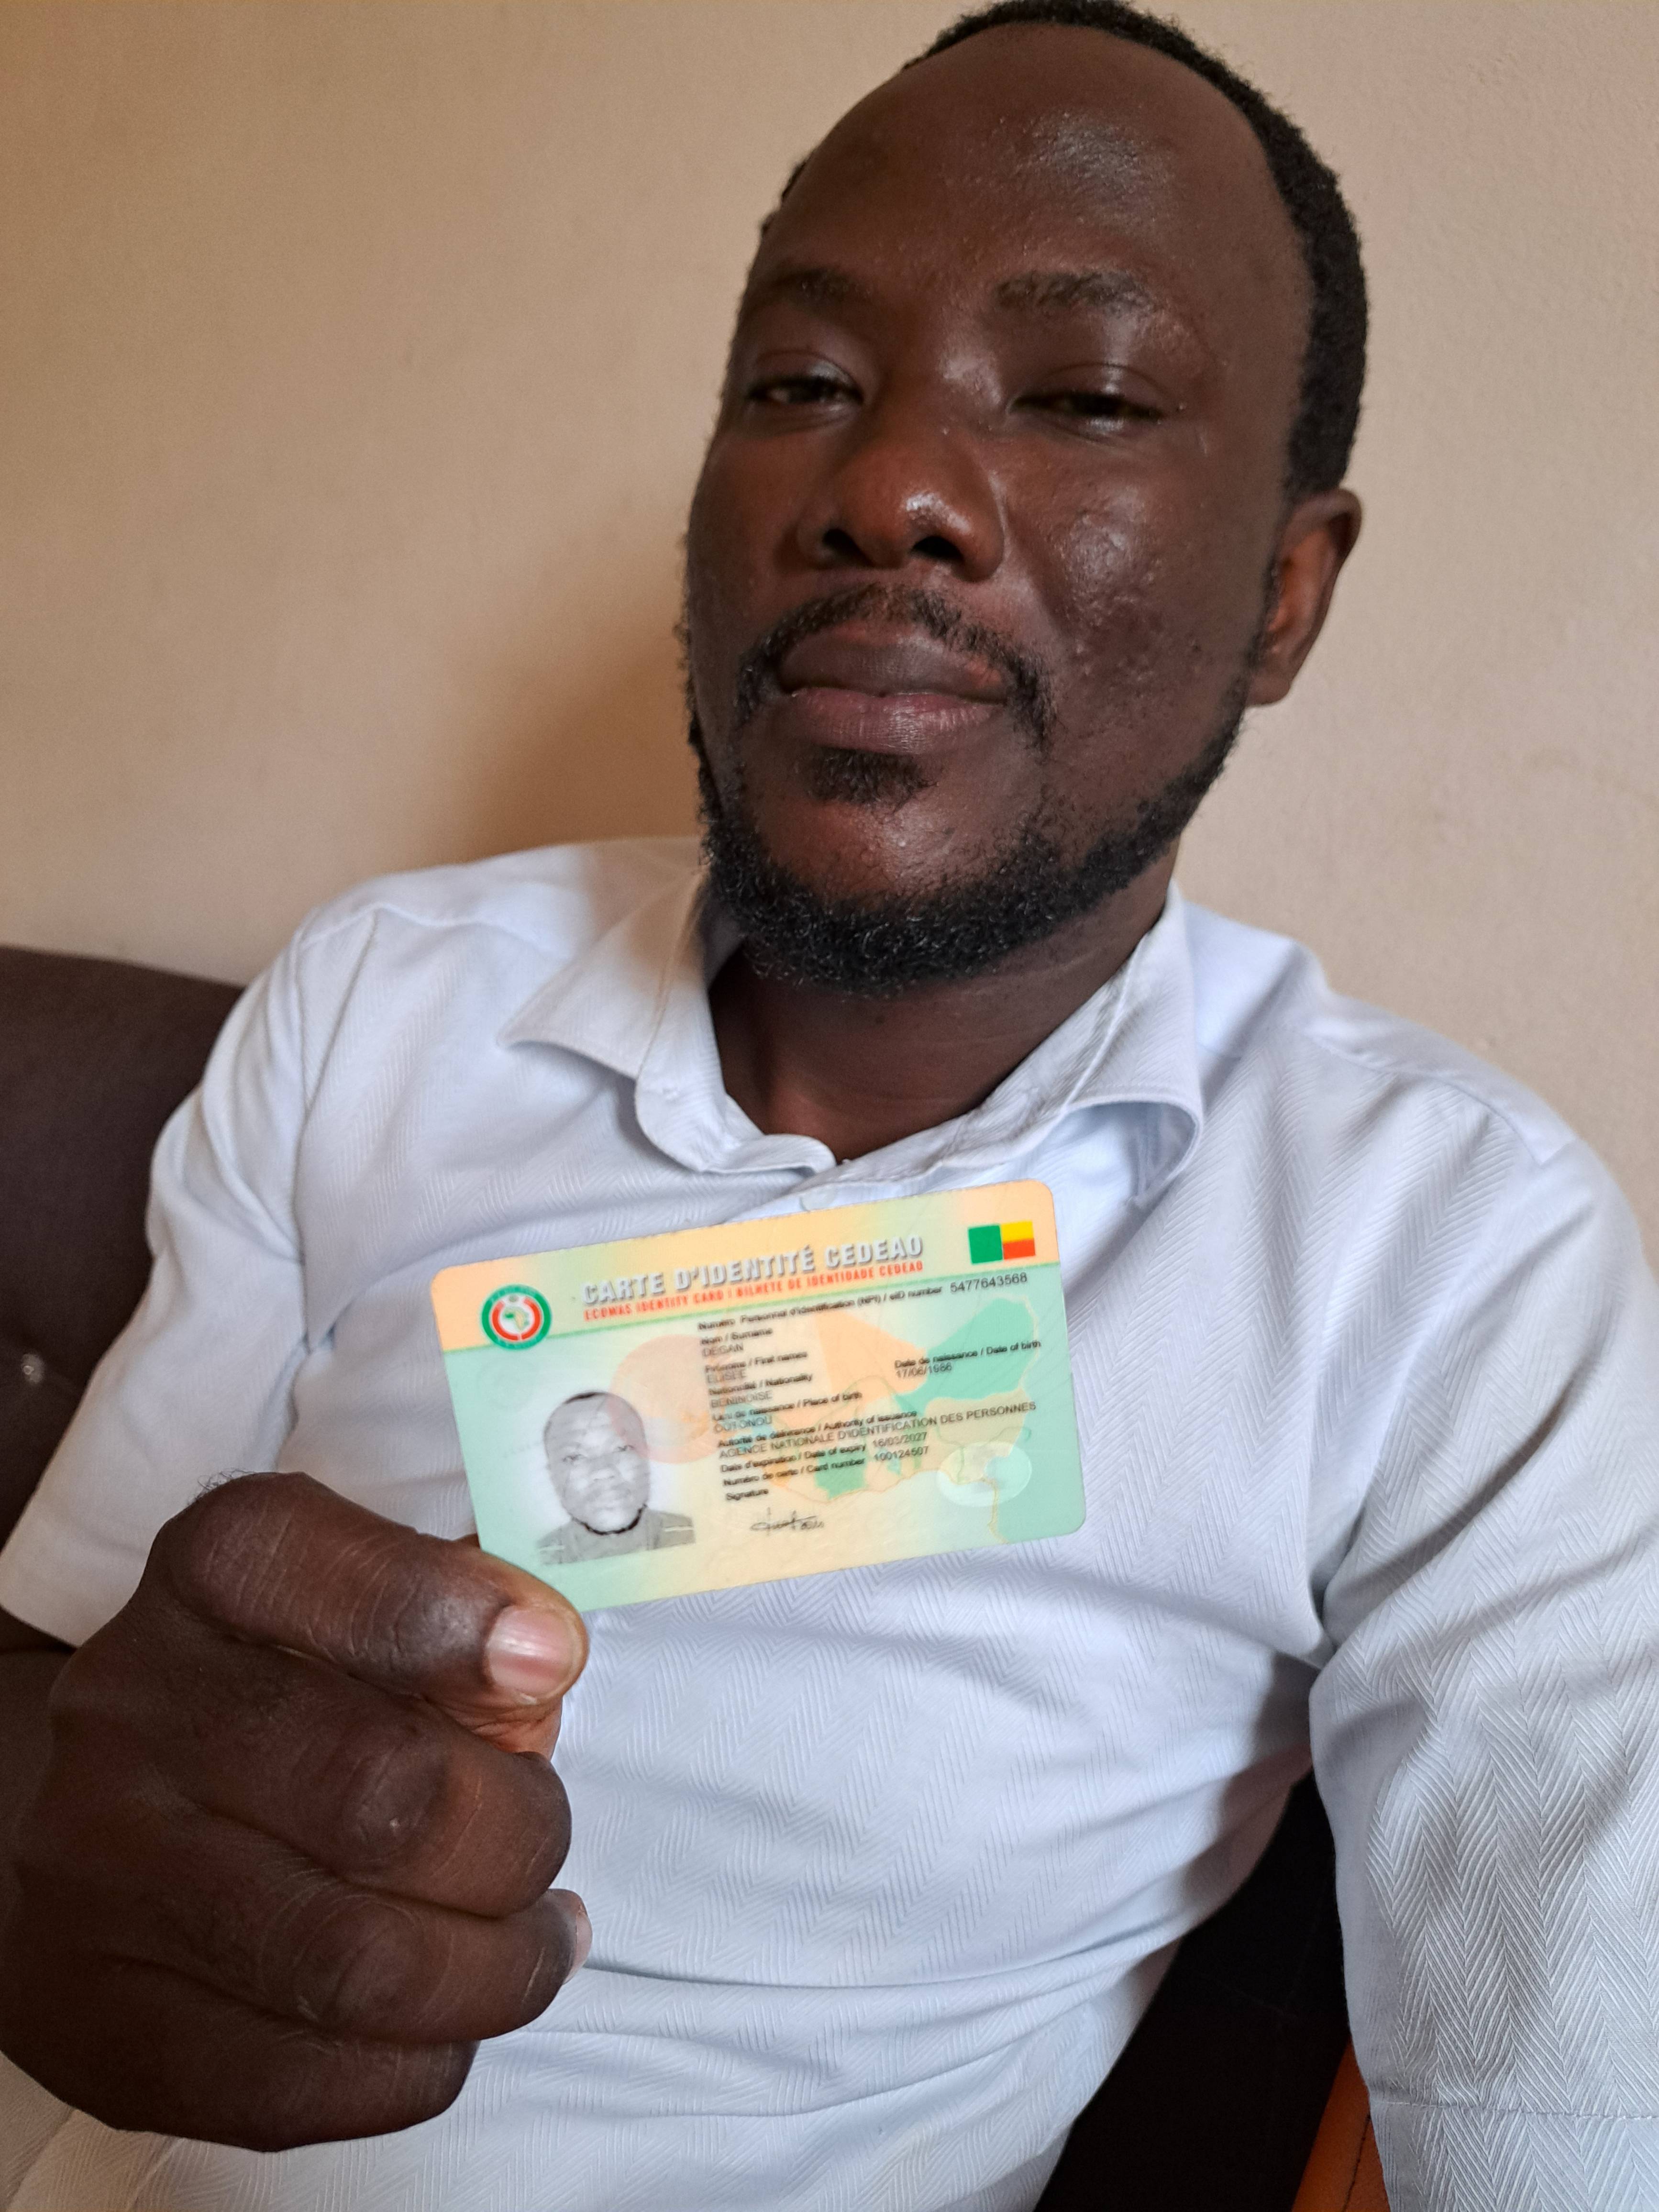 CARTE D'IDENTITÉ CEDEAO
ECOWAS IDENTITY CARD / BILHETE DE IDENTIDADE CEDEAO
Numéro Personnel d'identification (NPI) / eID number 5477643568
Nom / Surname
DEGAN
Prénoms / First names
ELISEE
Nationalité / Nationality
BENINOISE
Date de naissance / Date of birth
17/06/1986
Lieu de naissance / Place of birth
COTONOU
Autorité de délivrance / Authority of issuance
AGENCE NATIONALE D'IDENTIFICATION DES PERSONNES
Date d'expiration / Date of expiry 16/03/2027
Numéro de carte / Card number 100124507
Signature